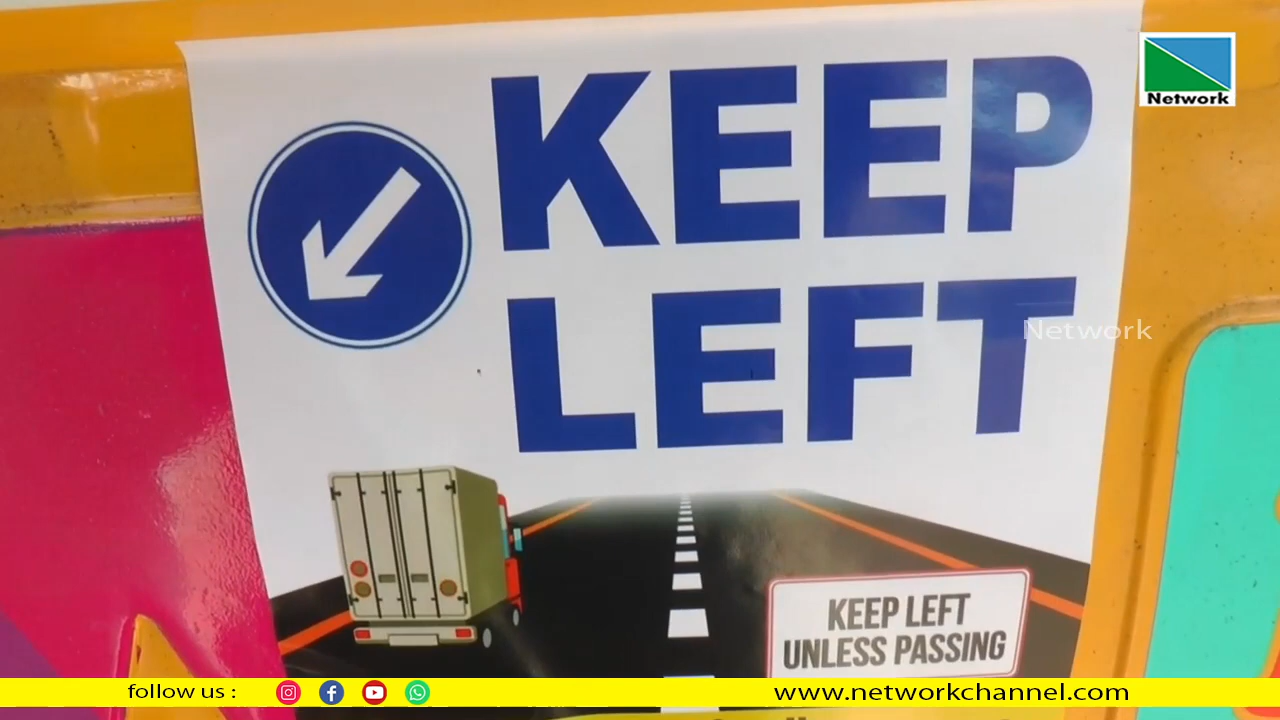 Network
KEEP
LEFT
Network
KEEP LEFT
UNLESS PASSING
follow us :
www.networkchannel.com